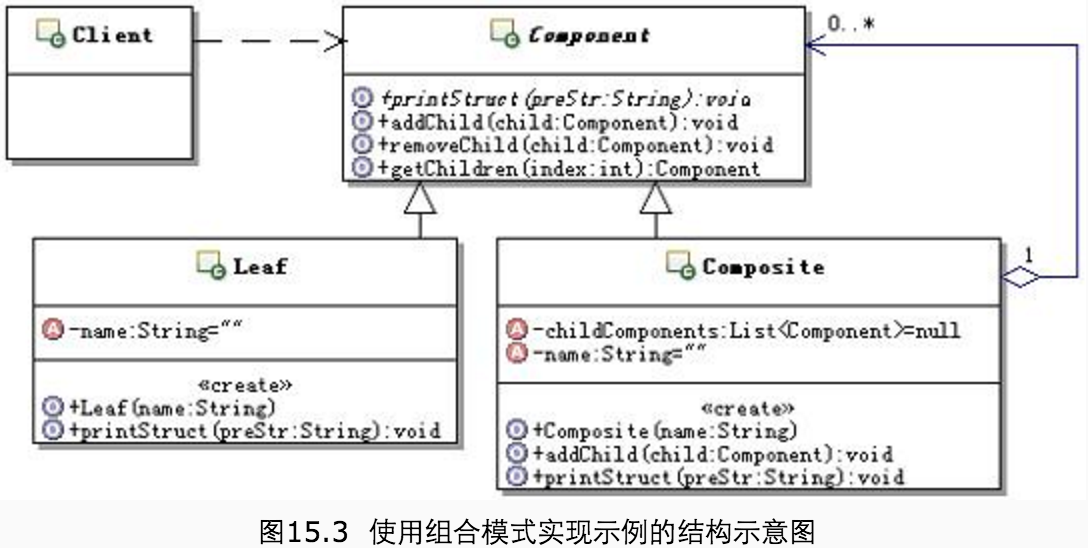 Client
Component
0..*
+printStruct(preStr:String):void
+addChild(child:Component):void
+removeChild(child:Component):void
+getChildren(index:int):Component
Leaf
-name:String=""
«create»
+Leaf(name:String)
+printStruct(preStr:String):void
1
Composite
-childComponents:List<Component>=null
-name:String=""
«create»
+Composite(name:String)
+addChild(child:Component):void
+printStruct(preStr:String):void
图15.3 使用组合模式实现示例的结构示意图